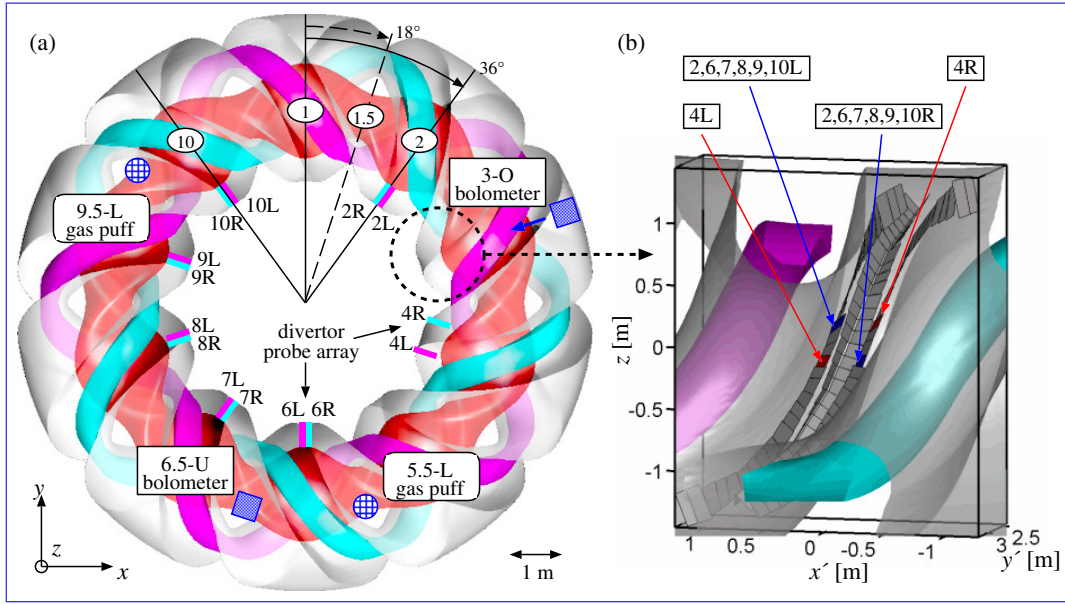 (a)
18°
36°
1
1.5
2
10
3-O
bolometer
9.5-L
gas puff
10L
10R
2R
2L
9L
9R
8L
8R
4R
4L
divertor
probe array
7L
7R
6L 6R
6.5-U
bolometer
5.5-L
gas puff
y
z
x
1 m
(b)
2,6,7,8,9,10L
4R
4L
2,6,7,8,9,10R
1
0.5
0
-0.5
-1
z [m]
1
0.5
0
-0.5
-1
3
2.5
x´ [m]
y´ [m]